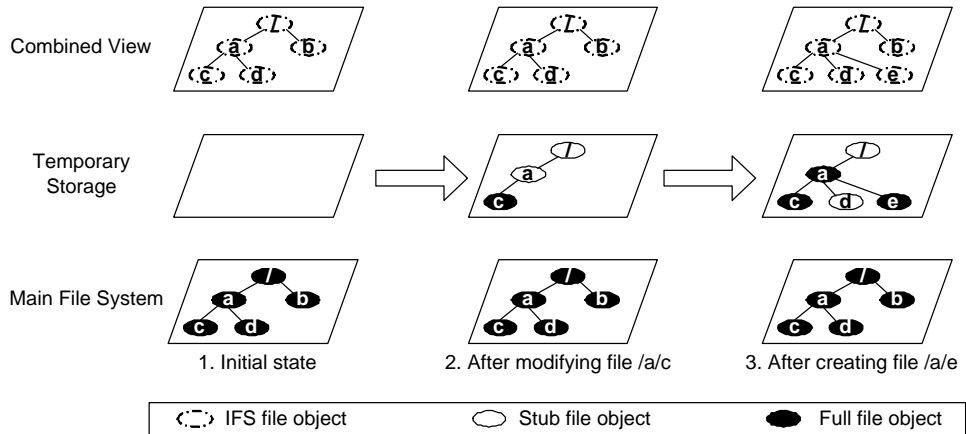 /
Combined View
a b
c d
/
a b
c d
/
a b
c d e
Temporary
Storage
/
a
c
/
a
c d e
Main File System
/
a b
c d
/
a b
c d
/
a b
c d
1. Initial state
2. After modifying file /a/c
3. After creating file /a/e
IFS file object
Stub file object
Full file object